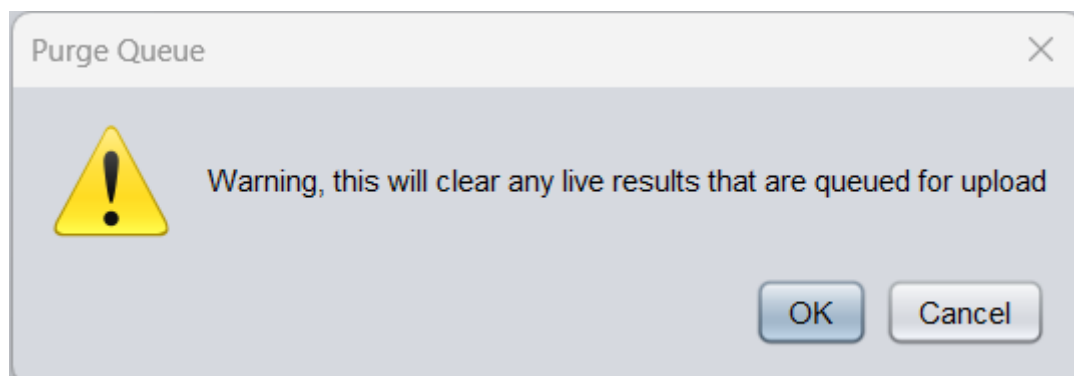 Purge Queue
Warning, this will clear any live results that are queued for upload
OK
Cancel